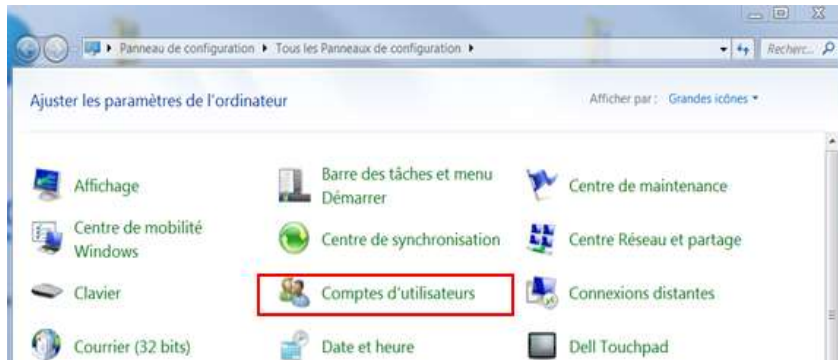 Panneau de configuration Tous les Panneaux de configuration
Recherc...
Ajuster les paramètres de l'ordinateur
Afficher par : Grandes icônes
Affichage
Barre des tâches et menu
Démarrer
Centre de maintenance
Centre de mobilité
Windows
Centre de synchronisation
Centre Réseau et partage
Clavier
Comptes d'utilisateurs
Connexions distantes
Courrier (32 bits)
Date et heure
Dell Touchpad